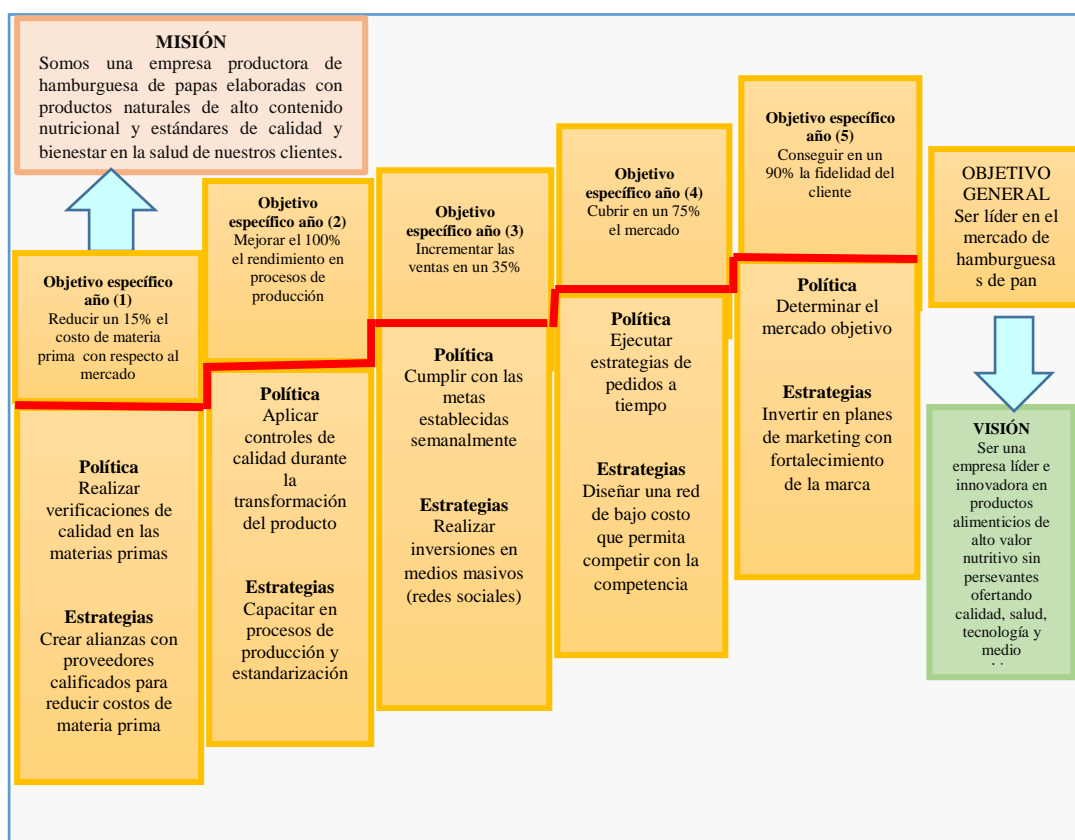 MISIÓN
Somos una empresa productora de
hamburguesa de papas elaboradas con
productos naturales de alto contenido
nutricional y estándares de calidad y
bienestar en la salud de nuestros clientes.
Objetivo específico
año (1)
Reducir un 15% el
costo de materia
prima con respecto al
mercado
Política
Realizar
verificaciones de
calidad en las
materias primas
Estrategias
Crear alianzas con
proveedores
calificados para
reducir costos de
materia prima
Objetivo
específico año (2)
Mejorar el 100%
el rendimiento en
procesos de
producción
Política
Aplicar
controles de
calidad durante
la
transformación
del producto
Estrategias
Capacitar en
procesos de
producción y
estandarización
Objetivo
específico año (3)
Incrementar las
ventas en un 35%
Política
Cumplir con las
metas
establecidas
semanalmente
Estrategias
Realizar
inversiones en
medios masivos
(redes sociales)
Objetivo
específico año (4)
Cubrir en un 75%
el mercado
Política
Ejecutar
estrategias de
pedidos a
tiempo
Estrategias
Diseñar una red
de bajo costo
que permita
competir con la
competencia
Objetivo específico
año (5)
Conseguir en un
90% la fidelidad del
cliente
Política
Determinar el
mercado objetivo
Estrategias
Invertir en planes
de marketing con
fortalecimiento
de la marca
OBJETIVO
GENERAL
Ser líder en el
mercado de
hamburguesa
s de pan
VISIÓN
Ser una
empresa líder e
innovadora en
productos
alimenticios de
alto valor
nutritivo sin
persevantes
ofertando
calidad, salud,
tecnología y
medio